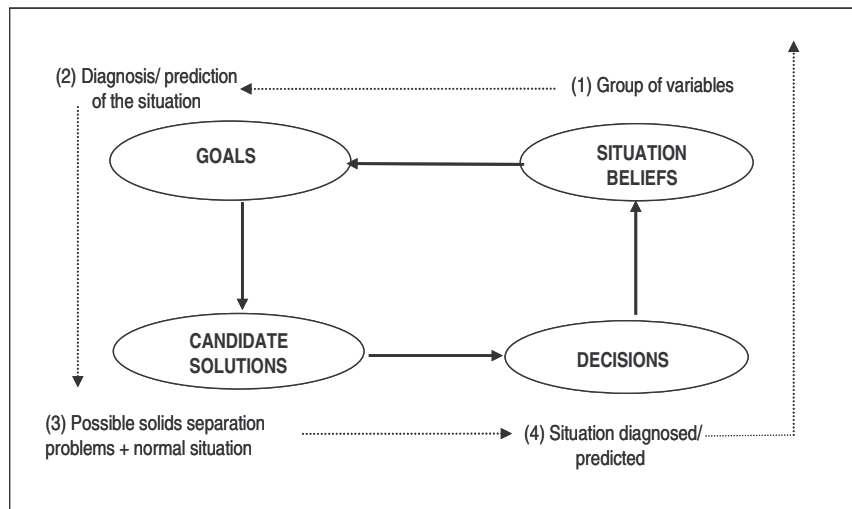 (2) Diagnosis/ prediction
of the situation
(1) Group of variables
GOALS
SITUATION
BELIEFS
CANDIDATE
SOLUTIONS
DECISIONS
(3) Possible solids separation
problems + normal situation
(4) Situation diagnosed/
predicted